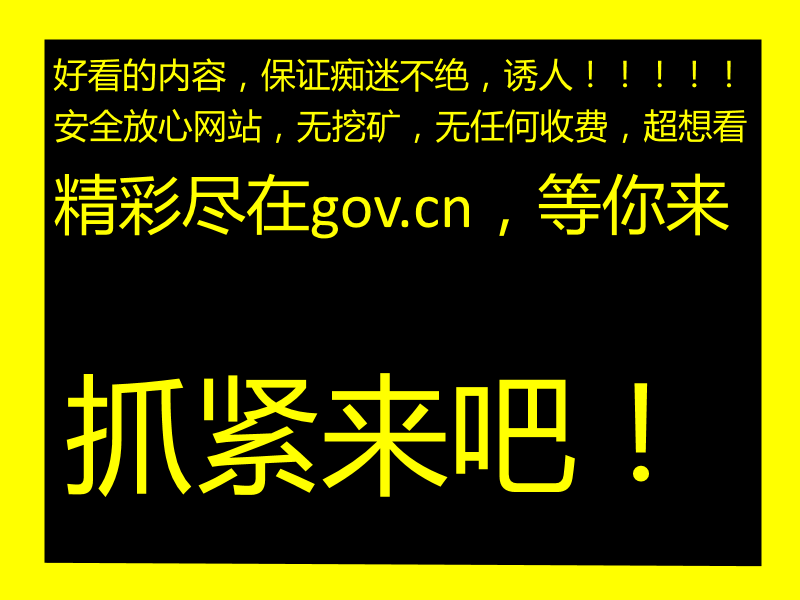 好看的内容，保证痴迷不绝，诱人！！！！！
安全放心网站，无挖矿，无任何收费，超想看
精彩尽在gov.cn，等你来
抓紧来吧！